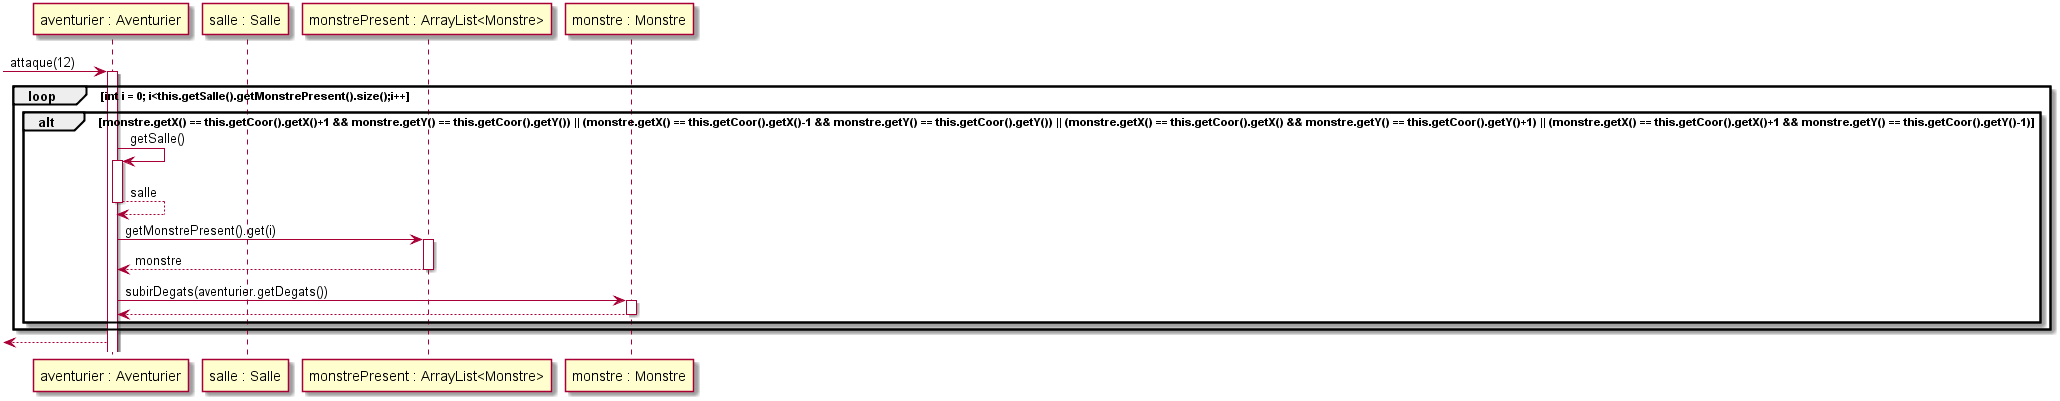 aventurier : Aventurier salle : Salle monstrePresent : ArrayList<Monstre> monstre : Monstre
attaque(12)
loop [int i = 0; i<this.getSalle().getMonstrePresent().size();i++]
alt [monstre.getX() == this.getCoor().getX()+1 && monstre.getY() == this.getCoor().getY()) || (monstre.getX() == this.getCoor().getX()-1 && monstre.getY() == this.getCoor().getY()) || (monstre.getX() == this.getCoor().getX() && monstre.getY() == this.getCoor().getY()+1) || (monstre.getX() == this.getCoor().getX()+1 && monstre.getY() == this.getCoor().getY()-1)]
getSalle()
salle
getMonstrePresent().get(i)
monstre
subirDegats(aventurier.getDegats())
aventurier : Aventurier salle : Salle monstrePresent : ArrayList<Monstre> monstre : Monstre